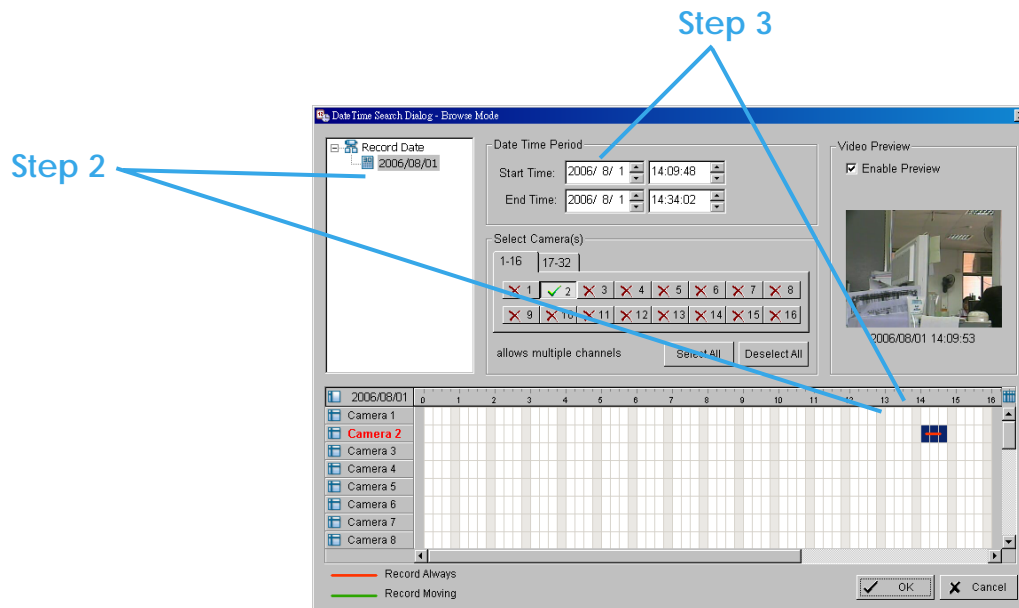 Step 3
Step 2
DateTime Search Dialog - Browse Mode
Record Date
2006/08/01
Date Time Period
Start Time: 2006/ 8/ 1 14:09:48
End Time: 2006/ 8/ 1 14:34:02
Select Camera(s)
1-16 17-32
1 2 3 4 5 6 7 8
9 10 11 12 13 14 15 16
allows multiple channels Select All Deselect All
Video Preview
Enable Preview
2006/08/01 14:09:53
2006/08/01 0 1 2 3 4 5 6 7 8 9 10 11 12 13 14 15 16
Camera 1
Camera 2
Camera 3
Camera 4
Camera 5
Camera 6
Camera 7
Camera 8
Record Always
Record Moving
OK Cancel